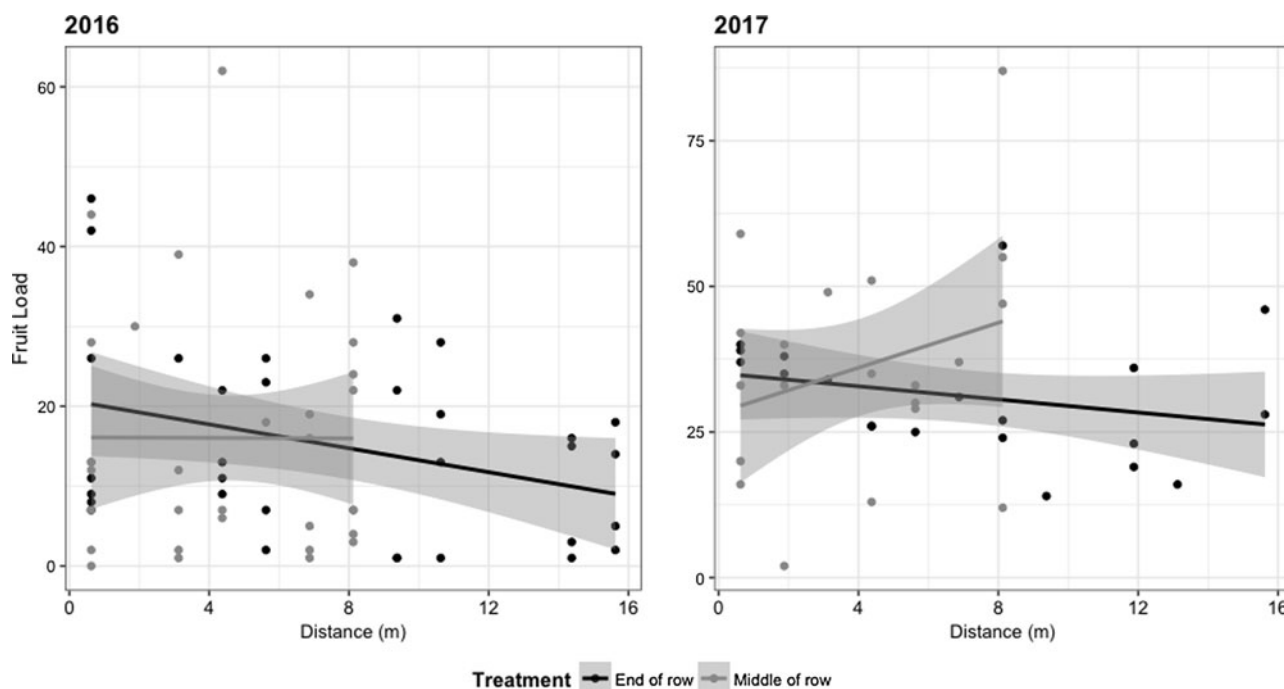 2016
2017
60
40
20
0
Fruit Load
0 4 8 12 16
Distance (m)
75
50
25
0
0 4 8 12 16
Distance (m)
Treatment End of row Middle of row